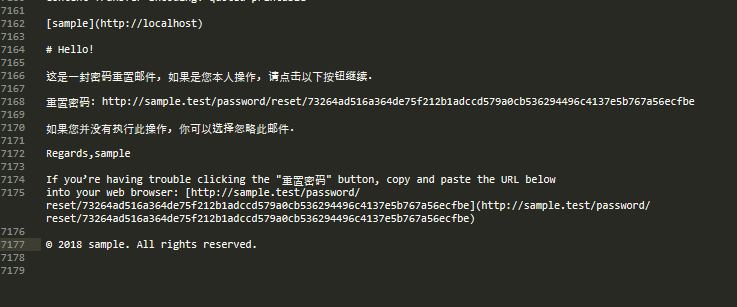 7161
7162 [sample](http://localhost)
7163
7164 # Hello!
7165
7166 这是一封密码重置邮件，如果是您本人操作，请点击以下按钮继续.
7167
7168 重置密码: http://sample.test/password/reset/73264ad516a364de75f212b1adccd579a0cb536294496c4137e5b767a56ecfbe
7169
7170 如果您并没有执行此操作，你可以选择忽略此邮件.
7171
7172 Regards,sample
7173
7174 If you’re having trouble clicking the "重置密码" button, copy and paste the URL below
7175 into your web browser: [http://sample.test/password/
reset/73264ad516a364de75f212b1adccd579a0cb536294496c4137e5b767a56ecfbe](http://sample.test/password/
reset/73264ad516a364de75f212b1adccd579a0cb536294496c4137e5b767a56ecfbe)
7176
7177 © 2018 sample. All rights reserved.
7178
7179